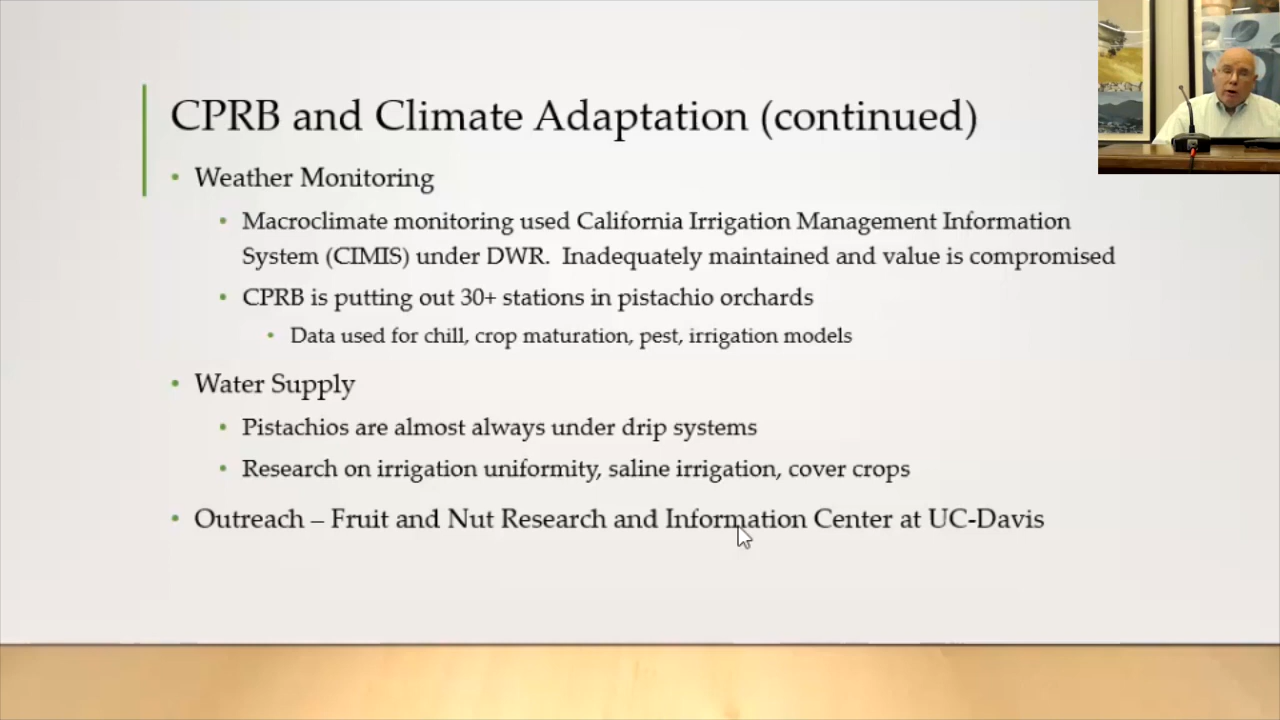 CPRB and Climate Adaptation (continued)
• Weather Monitoring
• Macroclimate monitoring used California Irrigation Management Information
System (CIMIS) under DWR.  Inadequately maintained and value is compromised
• CPRB is putting out 30+ stations in pistachio orchards
• Data used for chill, crop maturation, pest, irrigation models
• Water Supply
• Pistachios are almost always under drip systems
• Research on irrigation uniformity, saline irrigation, cover crops
• Outreach – Fruit and Nut Research and Information Center at UC-Davis